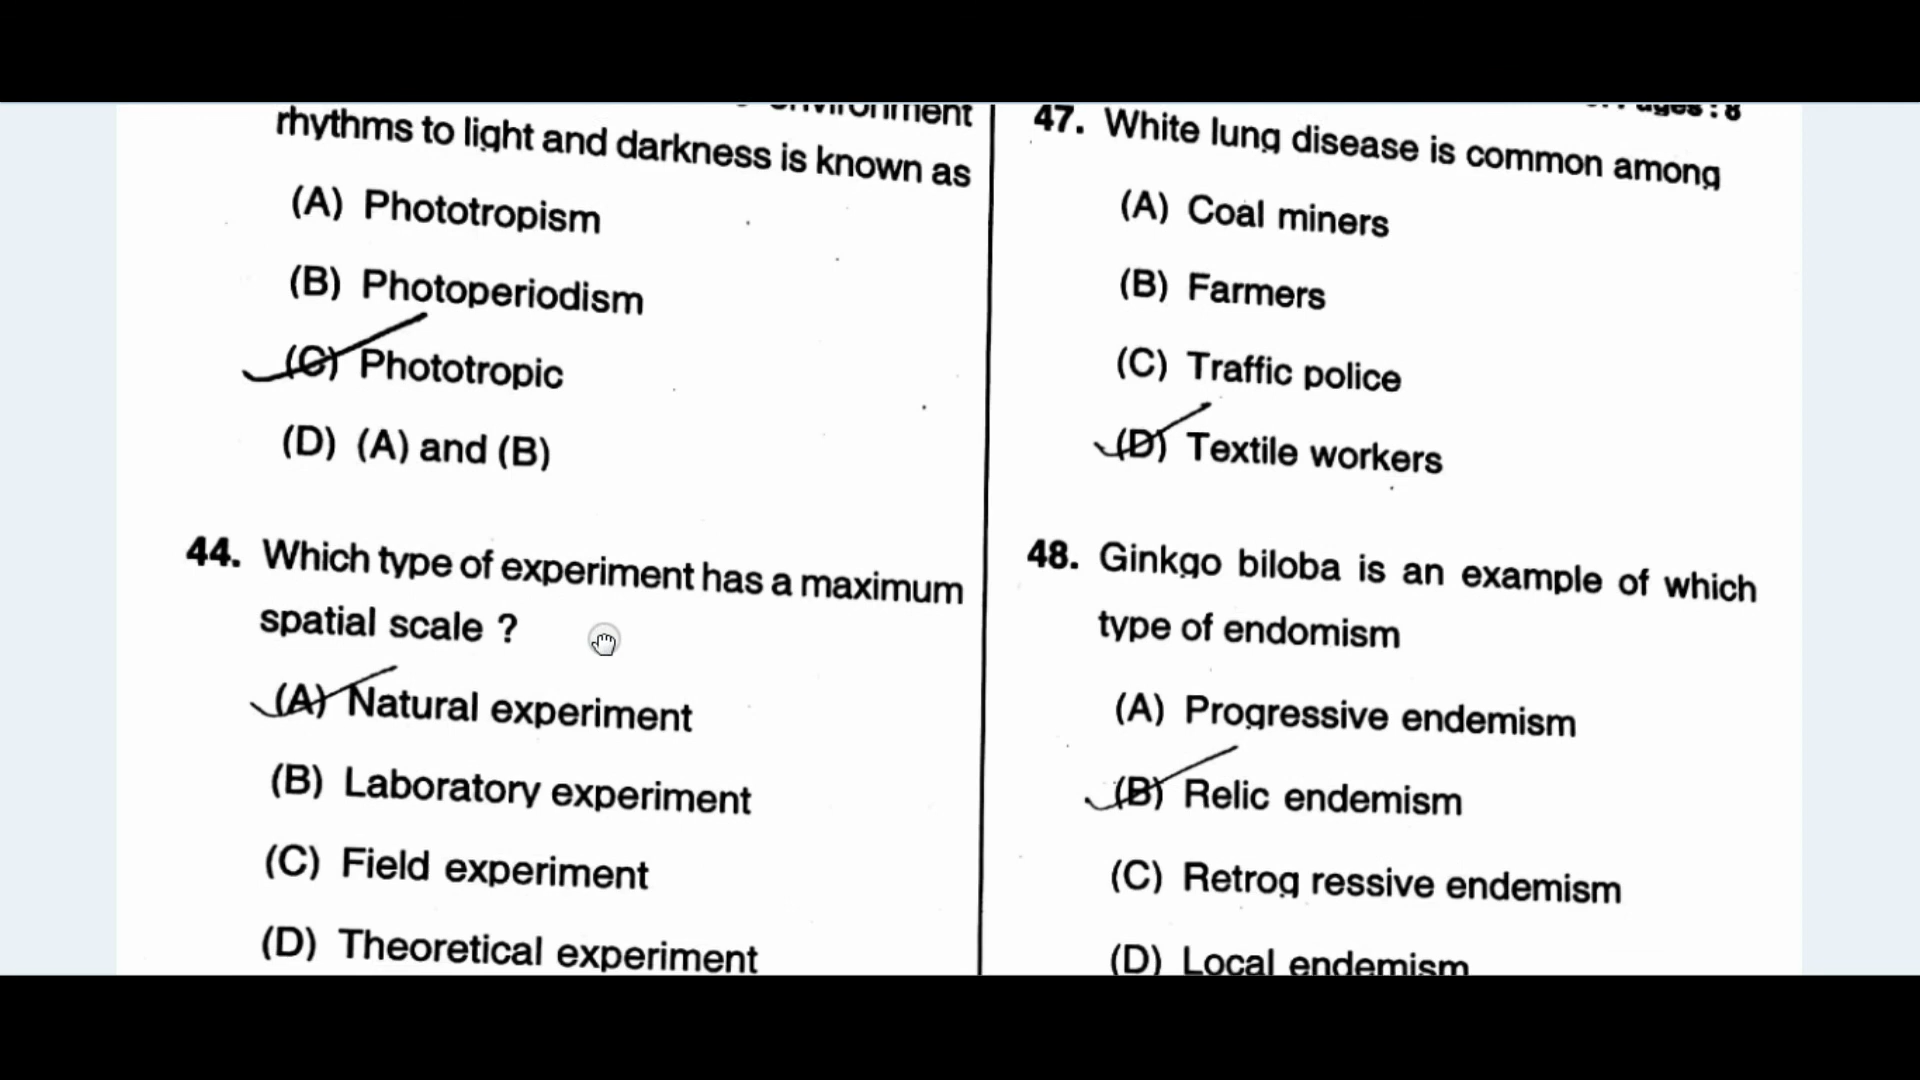 environment
rhythms to light and darkness is known as
(A) Phototropism
(B) Photoperiodism
(C) Phototropic
(D) (A) and (B)
44. Which type of experiment has a maximum
spatial scale ?
(A) Natural experiment
(B) Laboratory experiment
(C) Field experiment
(D) Theoretical experiment
: 8
47. White lung disease is common among
(A) Coal miners
(B) Farmers
(C) Traffic police
(D) Textile workers
48. Ginkgo biloba is an example of which
type of endomism
(A) Progressive endemism
(B) Relic endemism
(C) Retrog ressive endemism
(D) Local endemism